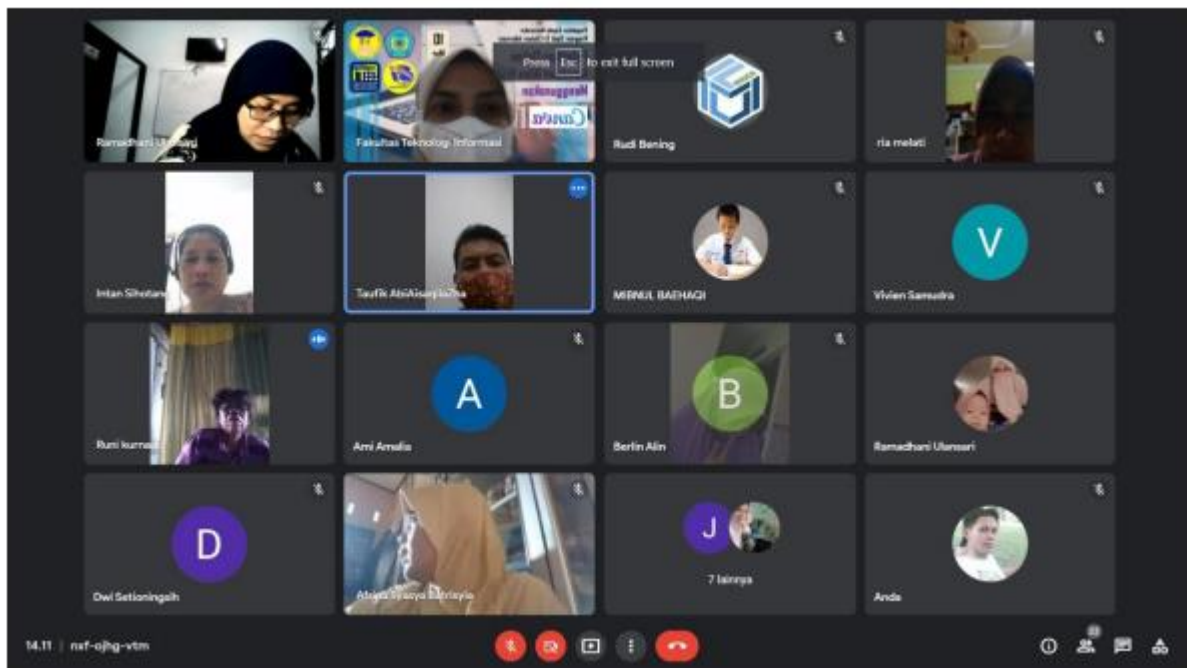 Press Esc to exit full screen
Menggunakan
Canva
Ramadhani Ulansari
Fakultas Teknologi Informasi
Rudi Bening
ria melati
Intan Sihotang
Taufik
MIBNUL BAEHAQI
V
Vivien Samudra
Runi
A
Ami Amalia
B
Berlin Alin
Ramadhani Ulansari
D
Dwi Setioningsih
J
7 lainnya
Anda
14.11 | nxf-ojhg-vtm